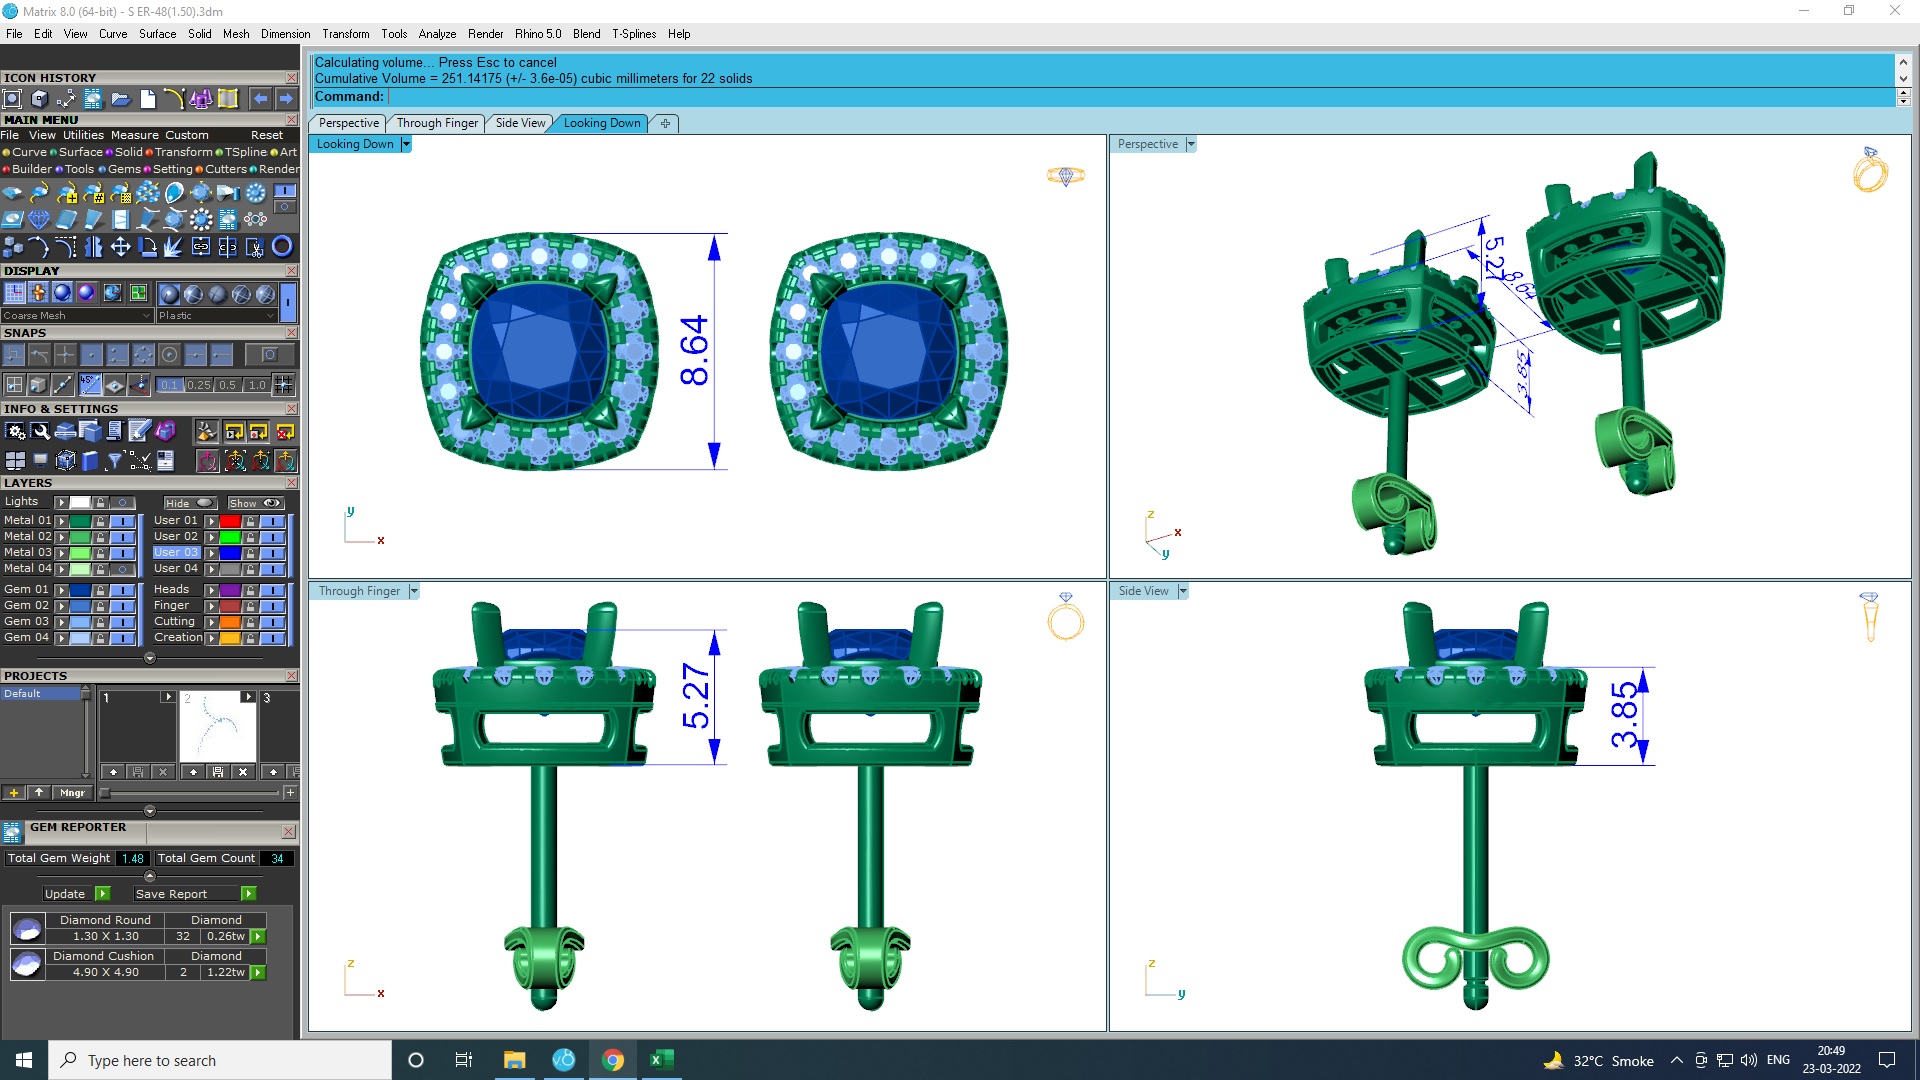 Matrix 8.0 (64-bit) - S ER-48(1.50).3dm
File Edit View Curve Surface Solid Mesh Dimension Transform Tools Analyze Render Rhino 5.0 Blend T-Splines Help
Calculating volume... Press Esc to cancel
Cumulative Volume = 251.14175 (+/- 3.6e-05) cubic millimeters for 22 solids
Command:
Perspective Through Finger Side View Looking Down
ICON HISTORY
MAIN MENU
File View Utilities Measure Custom Reset
Curve Surface Solid Transform TSpline Art
Builder Tools Gems Setting Cutters Render
DISPLAY
Coarse Mesh Plastic
SNAPS
45°
0.1 0.25 0.5 1.0
INFO & SETTINGS
LAYERS
Lights Hide Show
Metal 01 User 01
Metal 02 User 02
Metal 03 User 03
Metal 04 User 04
Gem 01 Heads
Gem 02 Finger
Gem 03 Cutting
Gem 04 Creation
PROJECTS
Default
1 2 3
Mngr
GEM REPORTER
Total Gem Weight 1.48 Total Gem Count 34
Update Save Report
Diamond Round Diamond
1.30 X 1.30 32 0.26tw
Diamond Cushion Diamond
4.90 X 4.90 2 1.22tw
Looking Down
8.64
y
x
Perspective
5.27
8.64
3.85
z
x
y
Through Finger
5.27
z
x
Side View
3.85
z
y
Type here to search
32°C Smoke
ENG
20:49
23-03-2022